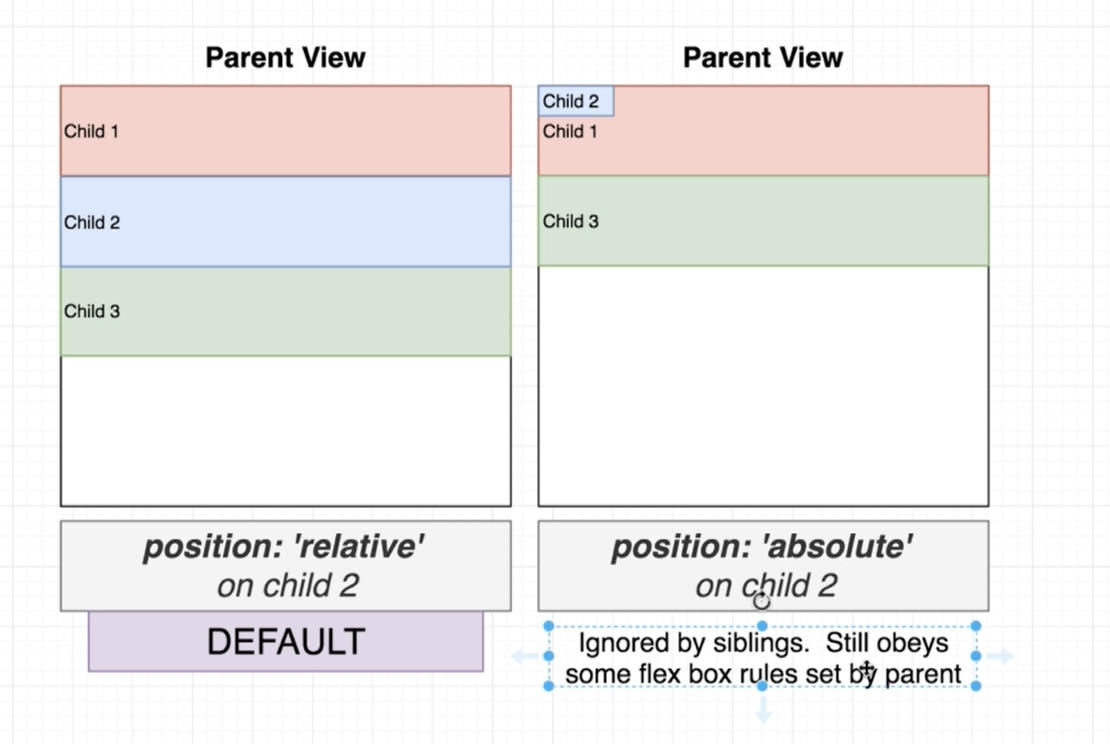 Parent View
Child 1
Child 2
Child 3
position: 'relative'
on child 2
DEFAULT
Parent View
Child 2
Child 1
Child 3
position: 'absolute'
on child 2
Ignored by siblings.  Still obeys
some flex box rules set by parent